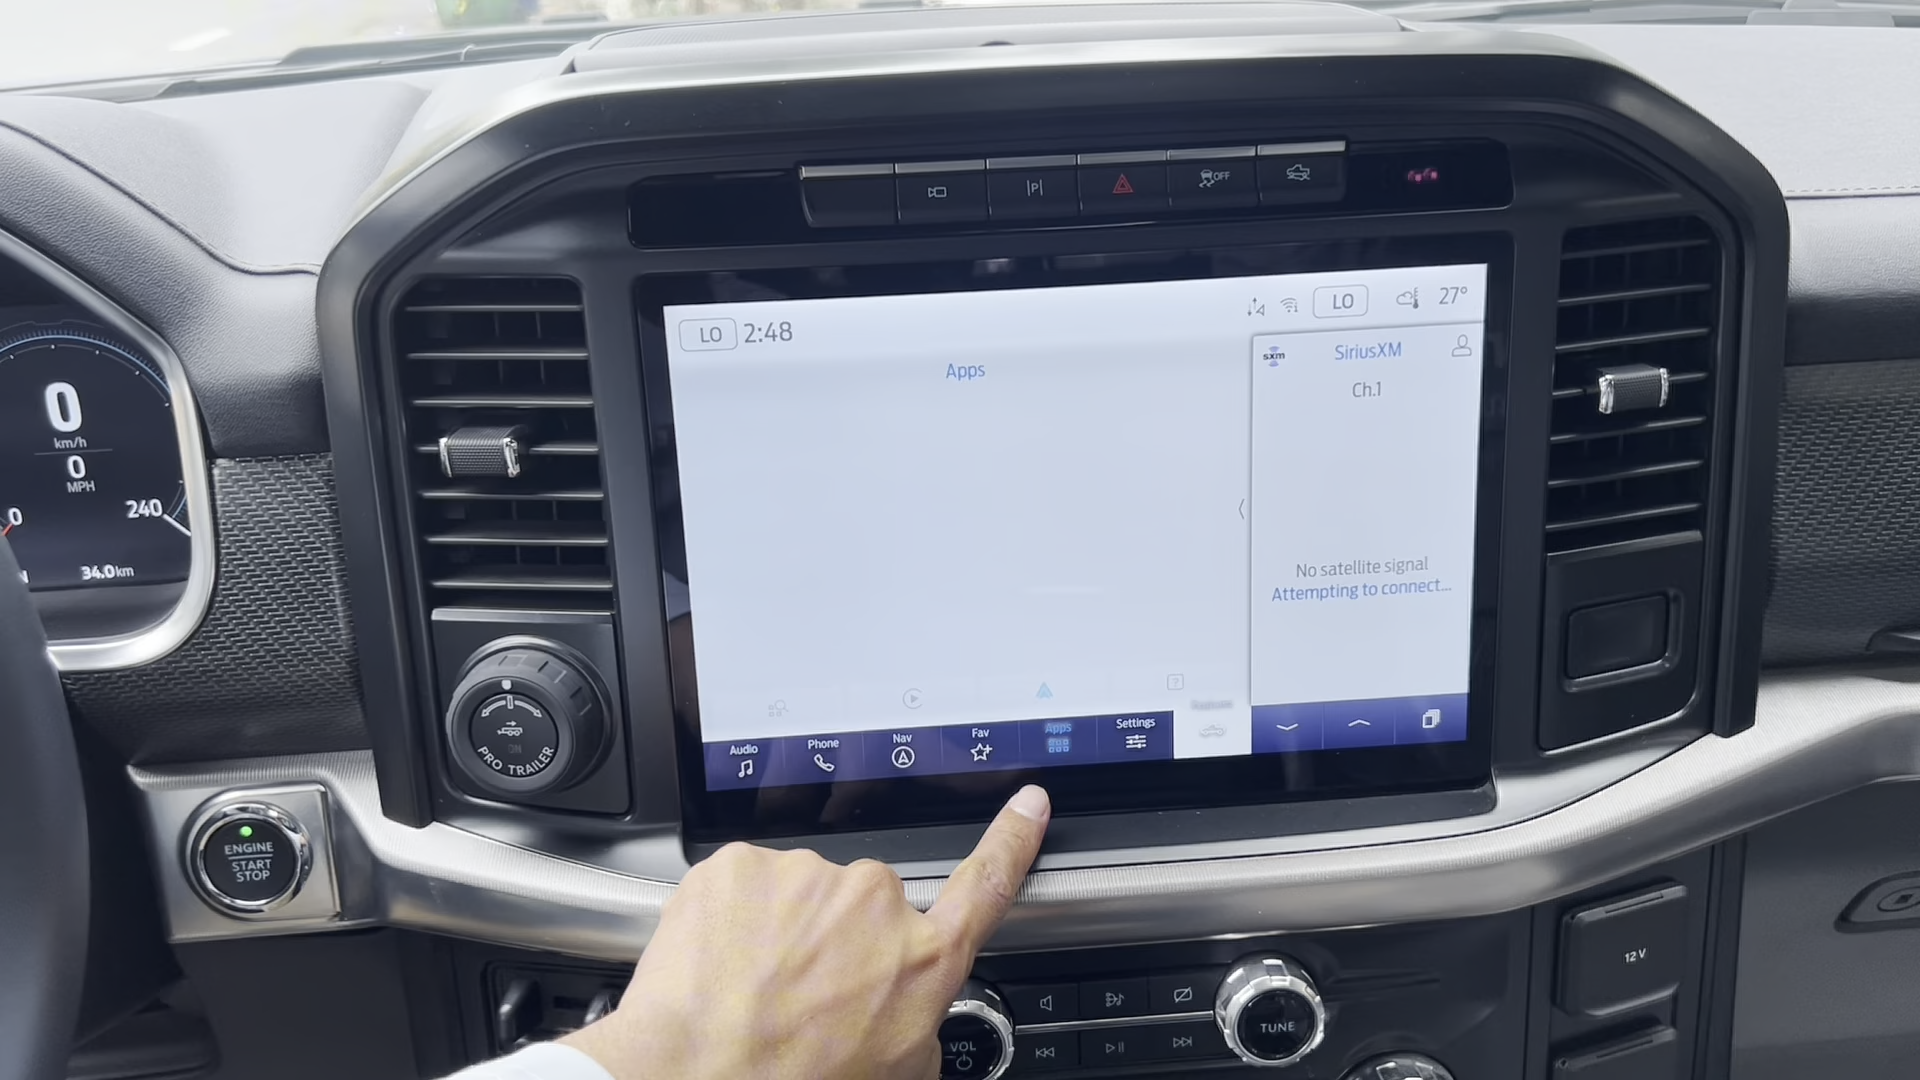 P
OFF
LO 2:48
LO
27°
Apps
sxm
SiriusXM
Ch.1
No satellite signal
Attempting to connect...
Audio
Phone
Nav
Fav
Apps
Settings
0
km/h
0
MPH
0
240
34.0km
ON
PRO TRAILER
ENGINE
START
STOP
VOL
TUNE
12V